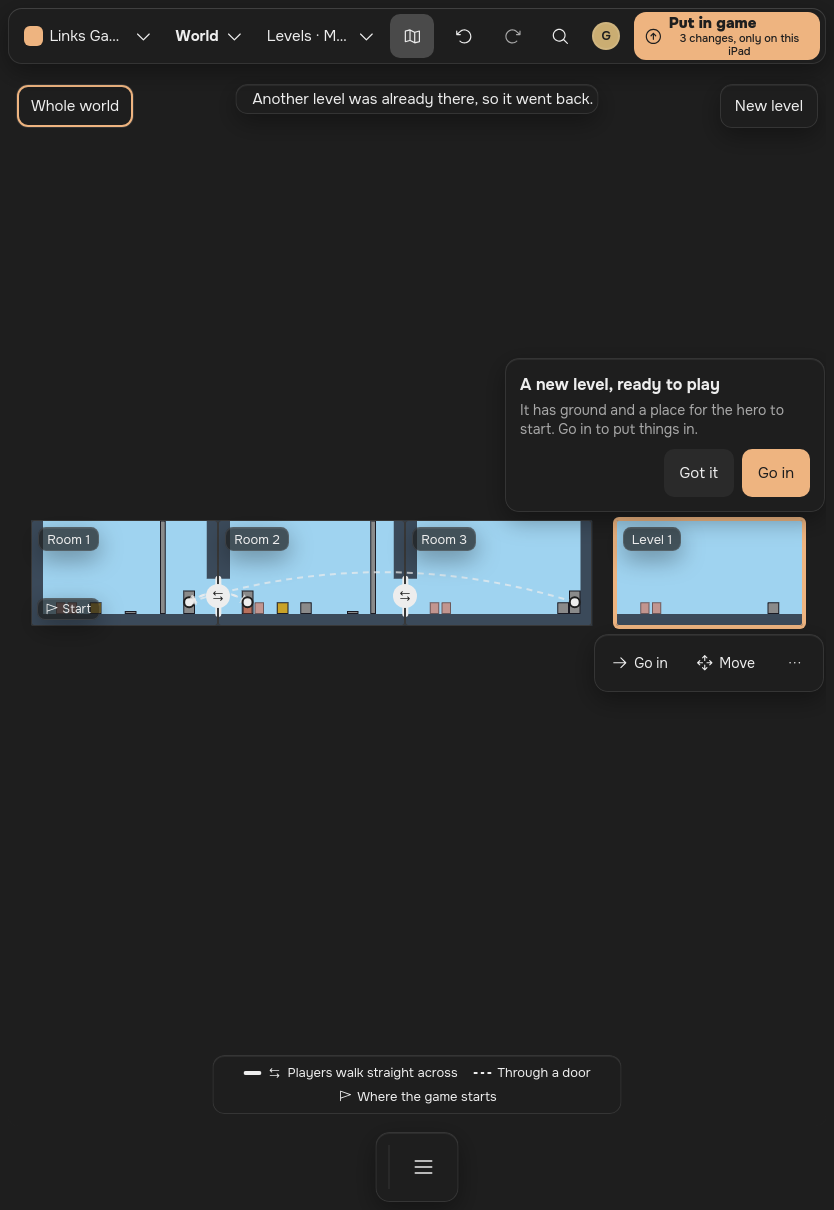 Links Ga...
World
Levels · M...
G
Put in game
3 changes, only on this
iPad
Whole world
Another level was already there, so it went back.
New level
A new level, ready to play
It has ground and a place for the hero to
start. Go in to put things in.
Got it
Go in
Room 1
Room 2
Room 3
Level 1
Start
Go in
Move
Players walk straight across
Through a door
Where the game starts